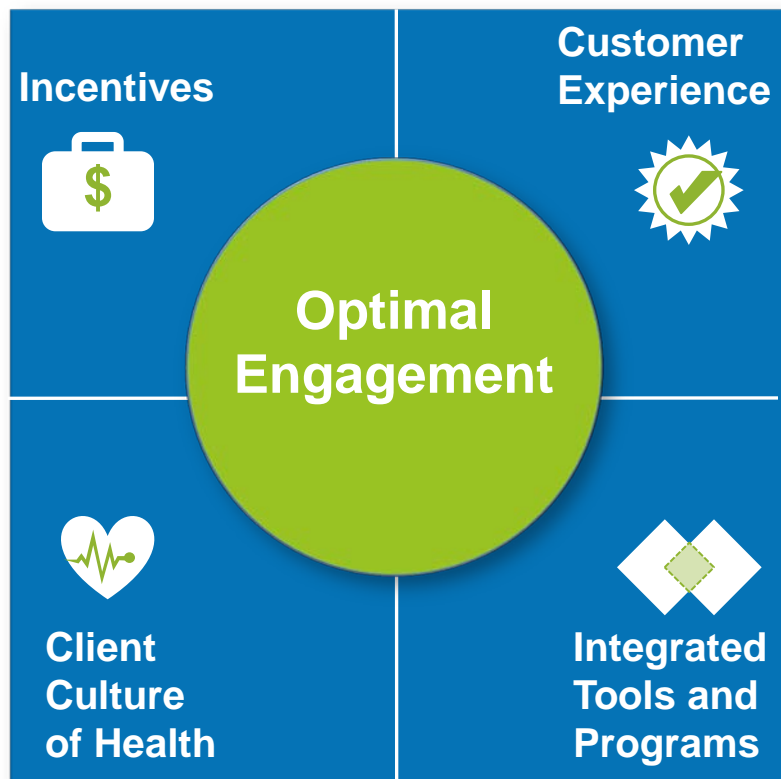 Incentives
$
Customer
Experience
Optimal
Engagement
Client
Culture
of Health
Integrated
Tools and
Programs